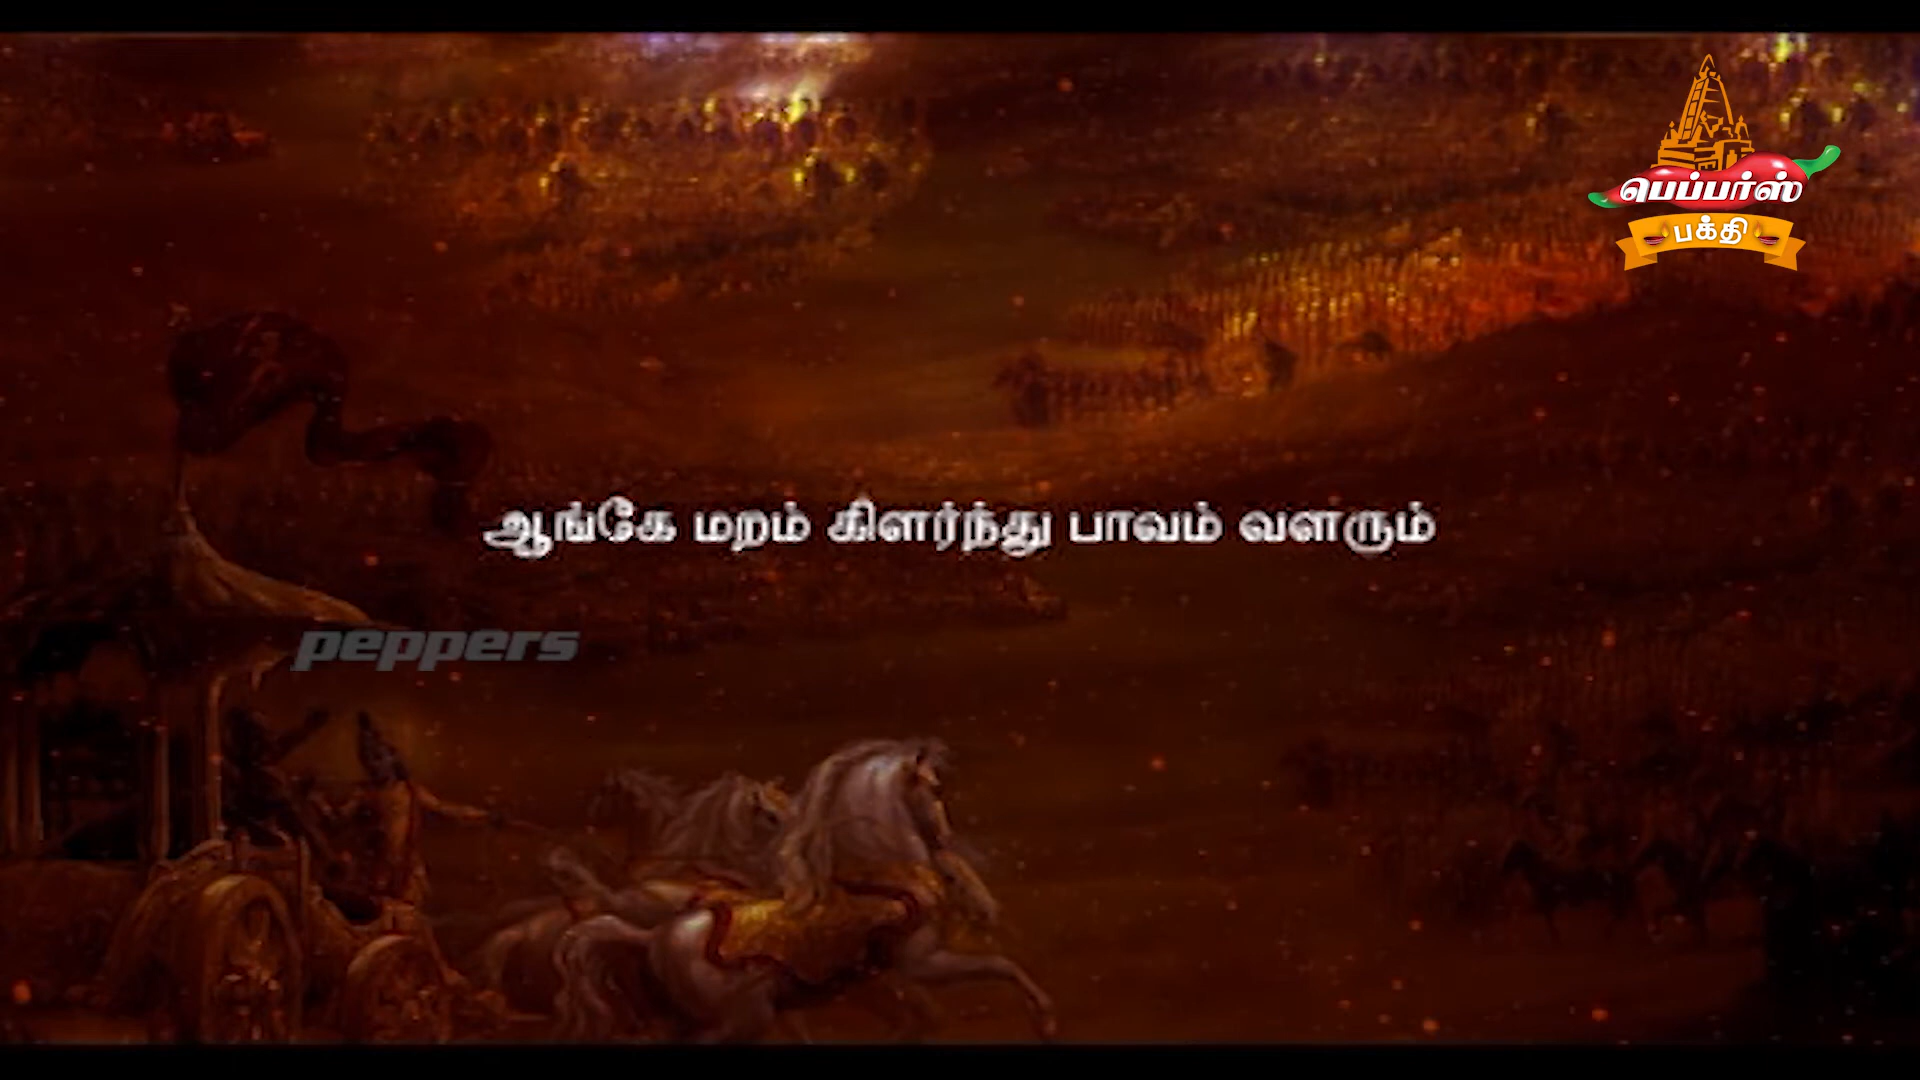 பெப்பர்ஸ்
பக்தி
ஆங்கே மறம் கிளர்ந்து பாவம் வளரும்
peppers